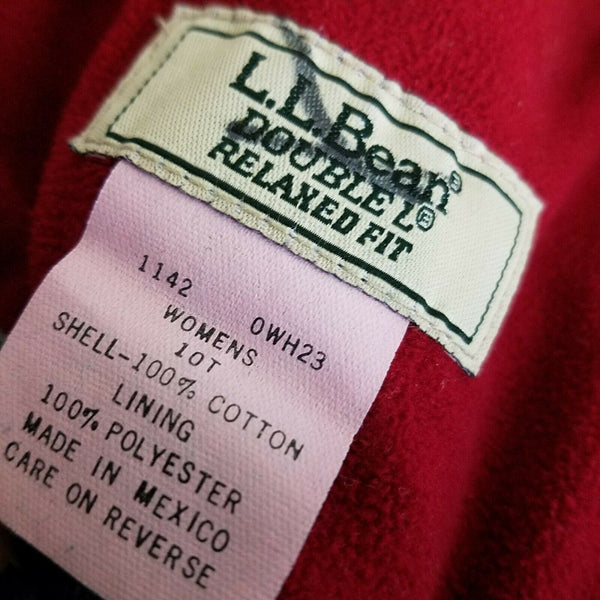 L.L.Bean®
DOUBLE L®
RELAXED FIT
1142 0WH23
WOMENS
10T
SHELL-100% COTTON
LINING
100% POLYESTER
MADE IN MEXICO
CARE ON REVERSE